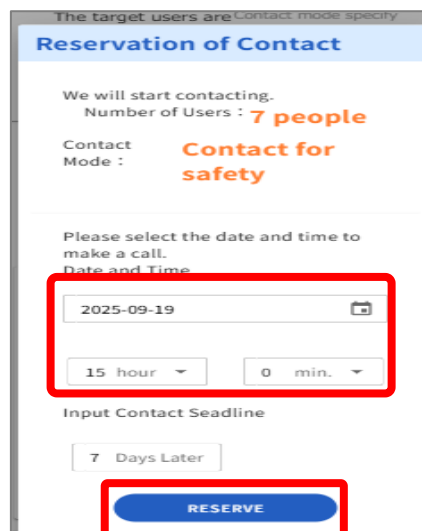 The target users are Contact mode specify
Reservation of Contact
We will start contacting.
Number of Users : 7 people
Contact
Mode :
Contact for
safety
Please select the date and time to
make a call.
Date and Time
2025-09-19
15 hour
0 min.
Input Contact Seadline
7 Days Later
RESERVE